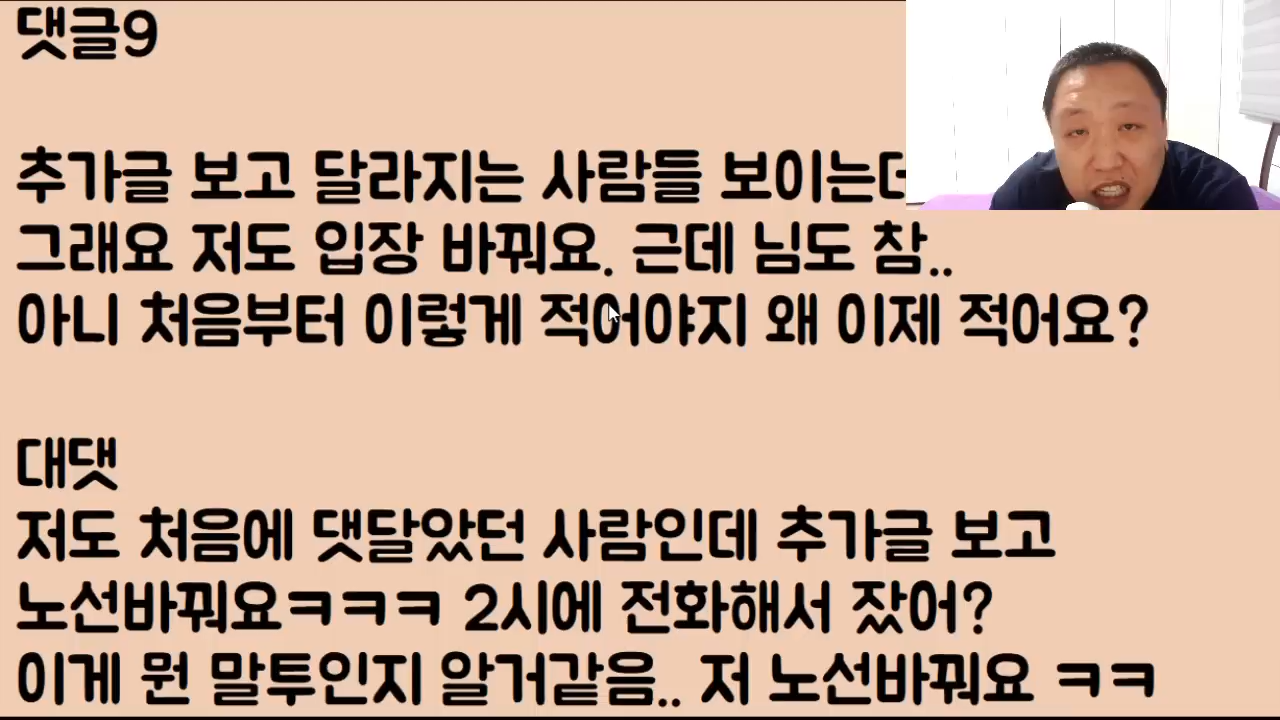 댓글9
추가글 보고 달라지는 사람들 보이는데
그래요 저도 입장 바꿔요. 근데 님도 참..
아니 처음부터 이렇게 적어야지 왜 이제 적어요?
대댓
저도 처음에 댓달았던 사람인데 추가글 보고
노선바꿔요ㅋㅋㅋ 2시에 전화해서 잤어?
이게 뭔 말투인지 알거같음.. 저 노선바꿔요 ㅋㅋ